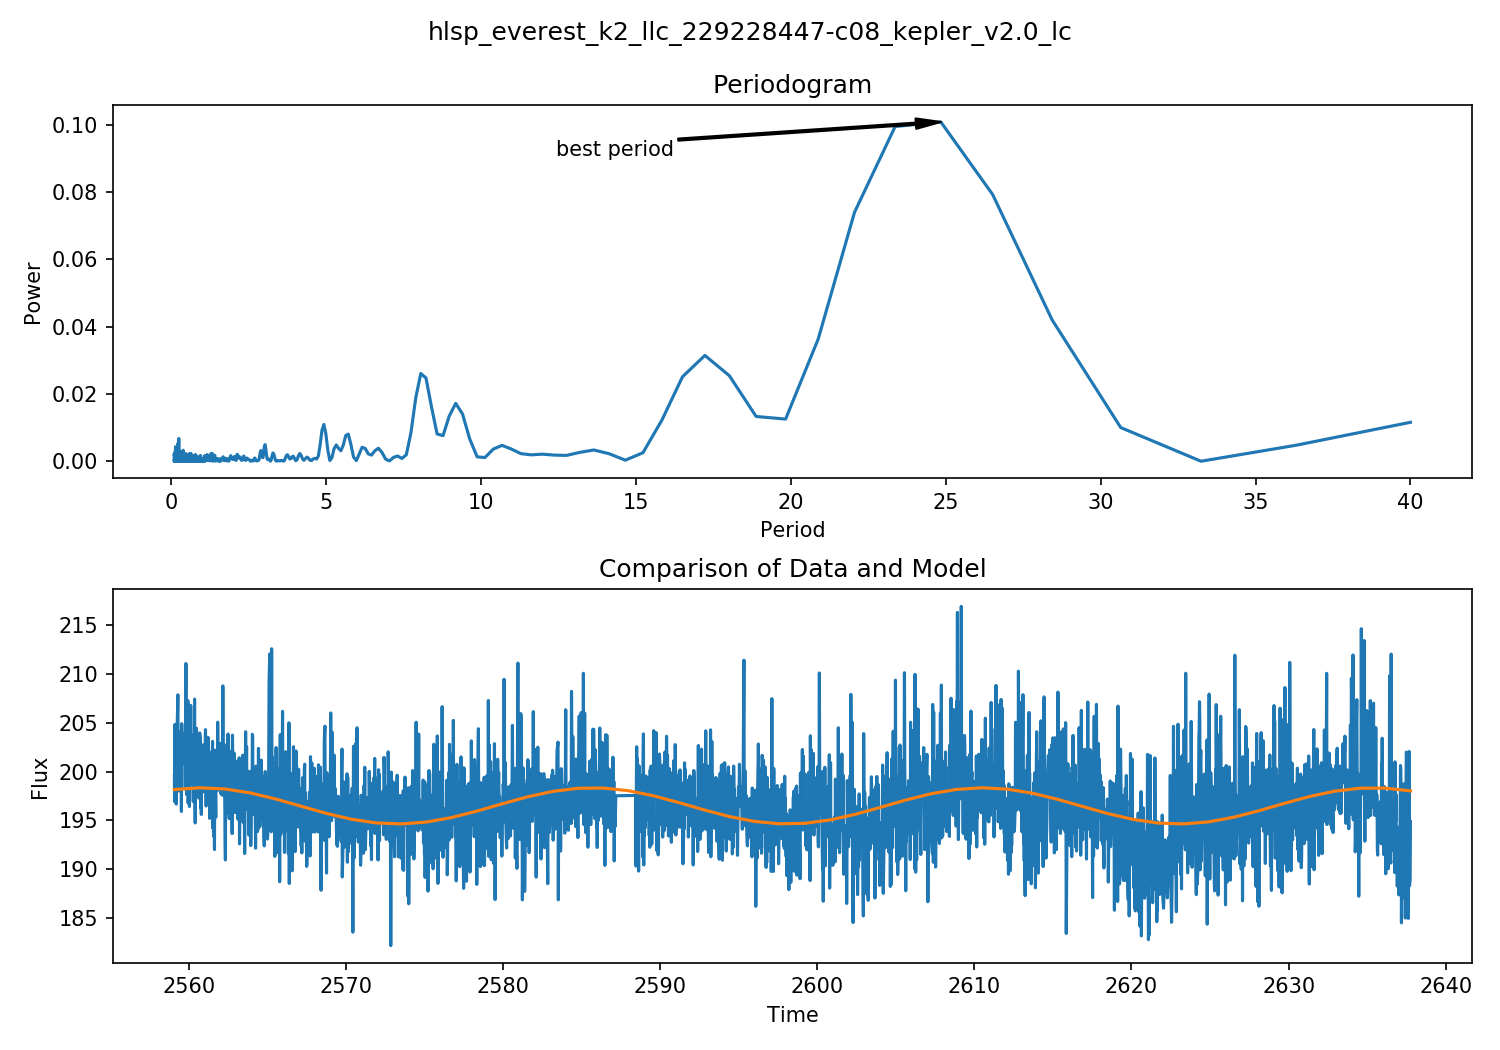 hlsp_everest_k2_llc_229228447-c08_kepler_v2.0_lc
Periodogram
best period
Power
0.10
0.08
0.06
0.04
0.02
0.00
0 5 10 15 20 25 30 35 40
Period
Comparison of Data and Model
Flux
215
210
205
200
195
190
185
2560 2570 2580 2590 2600 2610 2620 2630 2640
Time